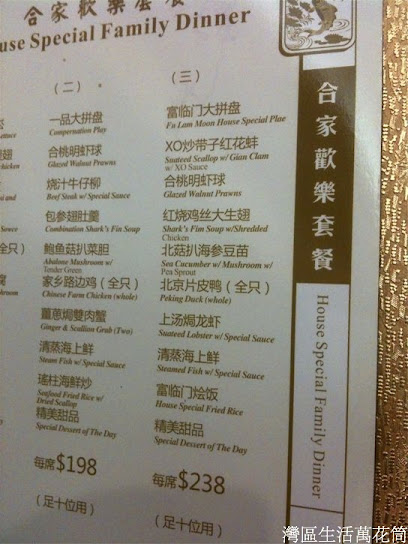 合家歡樂套餐
House Special Family Dinner
(二)
一品大拼盘
Compernation Play
合桃明虾球
Glazed Walnut Prawns
烧汁牛仔柳
Beef Steak w/ Special Sauce
包参翅肚羹
Combination Shark's Fin Soup
鲍鱼菇扒菜胆
Abalone Mushroom w/
Tender Green
家乡路边鸡(全只)
Chinese Farm Chicken (whole)
薑蔥焗雙肉蟹
Ginger & Scallian Grab (Two)
清蒸海上鲜
Steam Fish w/ Special Sauce
瑤柱海鮮炒
Seafood Fried Rice w/
Dried Scallop
精美甜品
Special Dessert of The Day
每席$198
(足十位用)
(三)
富临门大拼盘
Fu Lam Moon House Special Plae
XO炒带子红花蚌
Suateed Scallop w/ Gian Clam
w/ XO Sauce
合桃明虾球
Glazed Walnut Prawns
红烧鸡丝大生翅
Shark's Fim Soup w/Shredded
Chicken
北菇扒海参豆苗
Sea Cucumber w/ Mushroom w/
Pea Sprout
北京片皮鸭(全只)
Peking Duck (whole)
上汤焗龙虾
Suateed Lobster w/ Special Sauce
清蒸海上鲜
Steamed Fish w/ Special Sauce
富临门烩饭
House Special Fried Rice
精美甜品
Special Dessert of The Day
每席$238
(足十位用)
合家歡樂套餐
House Special Family Dinner
灣區生活萬花筒